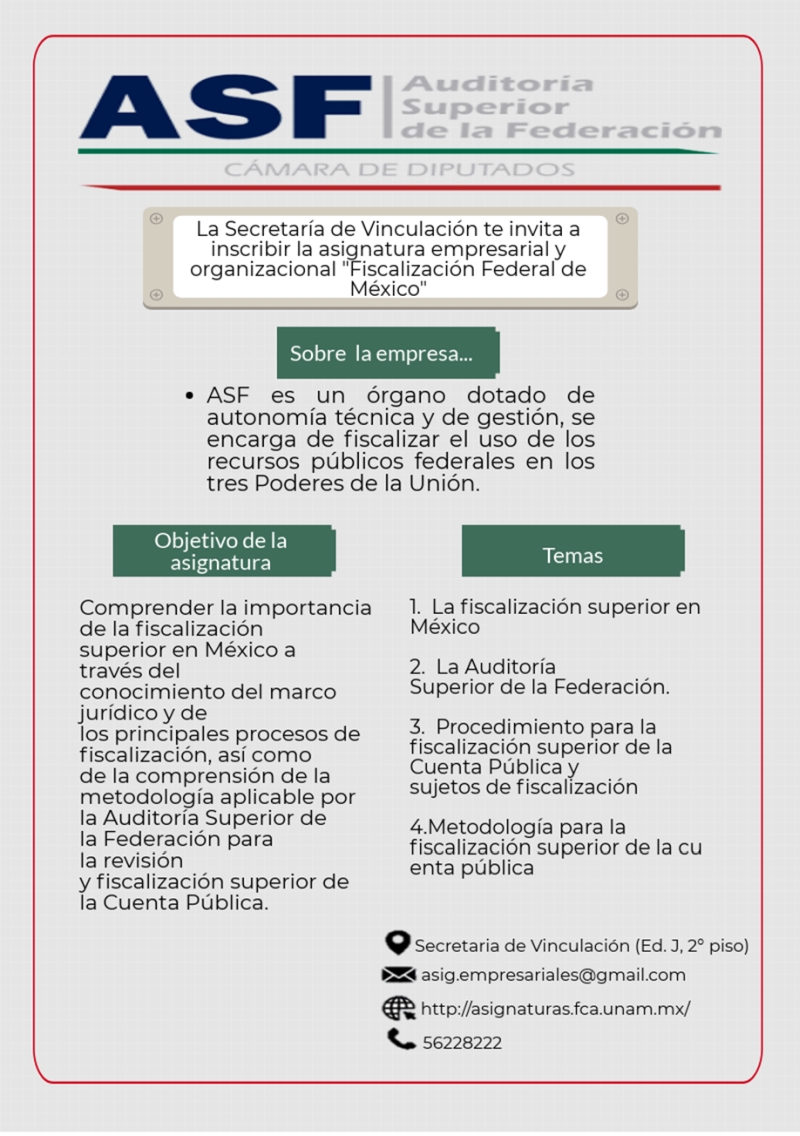 ASF
Auditoría
Superior
de la Federación
CÁMARA DE DIPUTADOS
La Secretaría de Vinculación te invita a
inscribir la asignatura empresarial y
organizacional "Fiscalización Federal de
México"
Sobre la empresa...
• ASF es un órgano dotado de
autonomía técnica y de gestión, se
encarga de fiscalizar el uso de los
recursos públicos federales en los
tres Poderes de la Unión.
Objetivo de la
asignatura
Comprender la importancia
de la fiscalización
superior en México a
través del
conocimiento del marco
jurídico y de
los principales procesos de
fiscalización, así como
de la comprensión de la
metodología aplicable por
la Auditoría Superior de
la Federación para
la revisión
y fiscalización superior de
la Cuenta Pública.
Temas
1. La fiscalización superior en
México
2. La Auditoría
Superior de la Federación.
3. Procedimiento para la
fiscalización superior de la
Cuenta Pública y
sujetos de fiscalización
4.Metodología para la
fiscalización superior de la cu
enta pública
Secretaria de Vinculación (Ed. J, 2º piso)
asig.empresariales@gmail.com
http://asignaturas.fca.unam.mx/
56228222